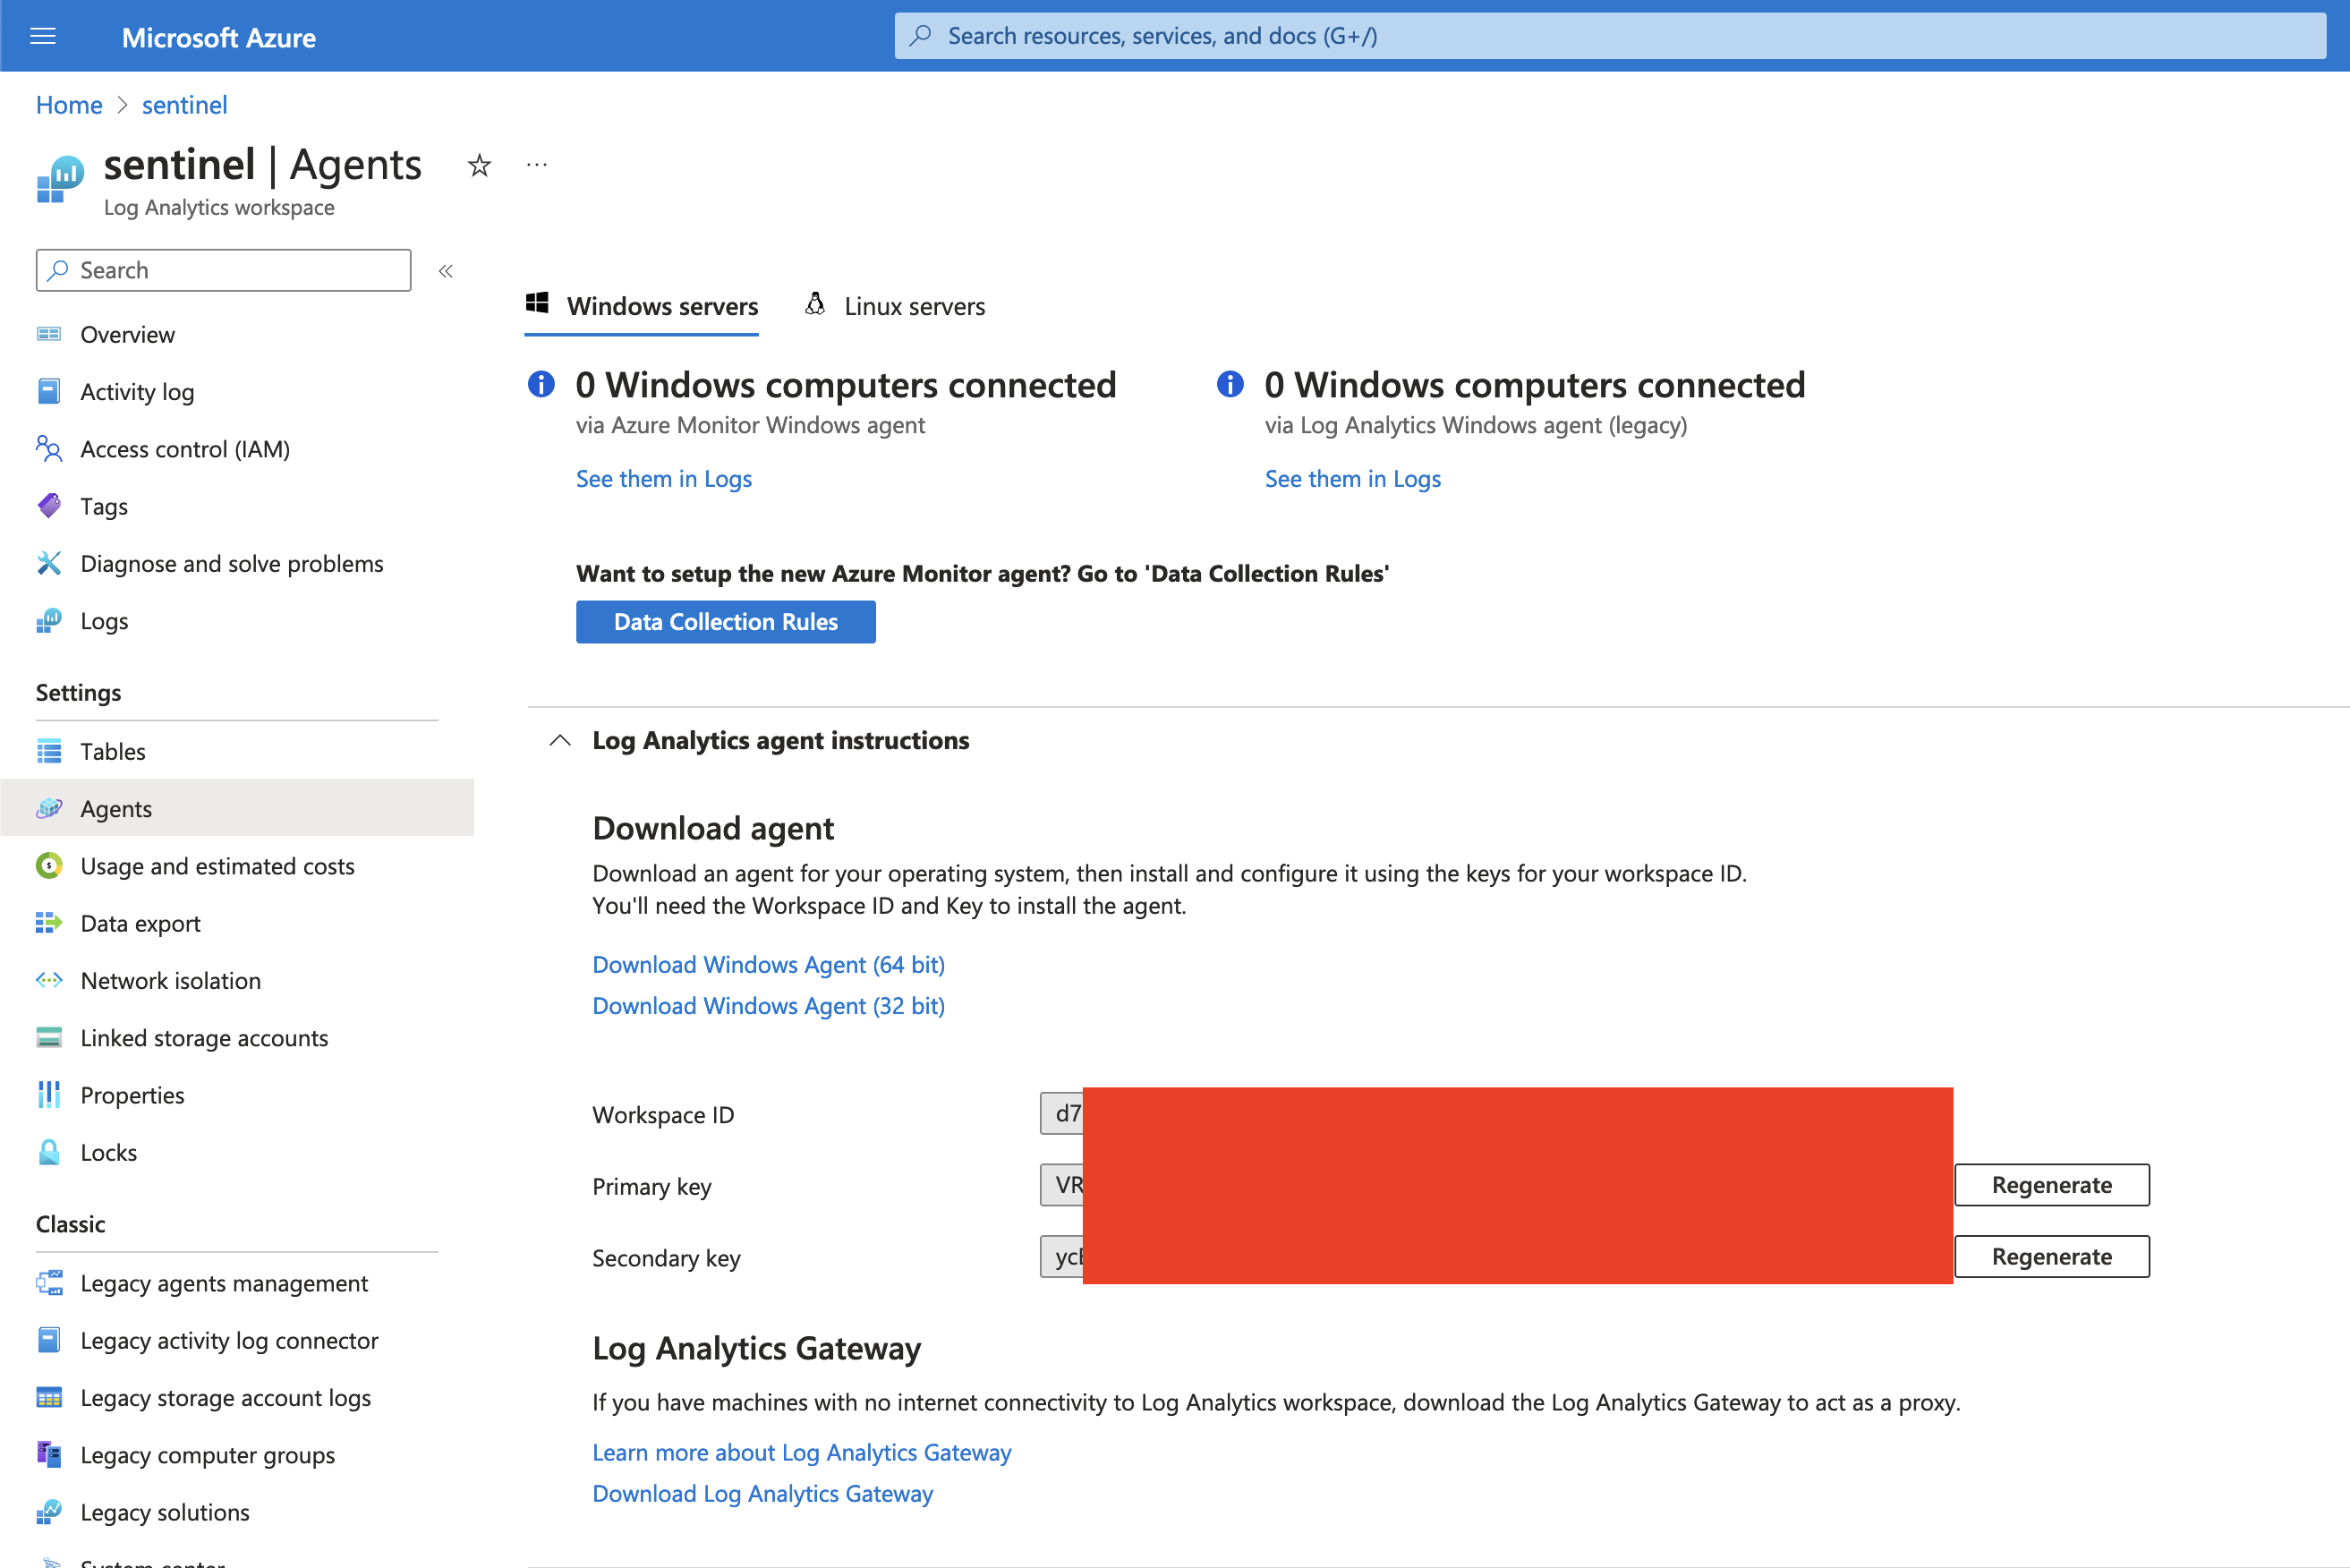 Microsoft Azure
Search resources, services, and docs (G+/)
Home > sentinel
sentinel | Agents
Log Analytics workspace
Search
Overview
Activity log
Access control (IAM)
Tags
Diagnose and solve problems
Logs
Settings
Tables
Agents
Usage and estimated costs
Data export
Network isolation
Linked storage accounts
Properties
Locks
Classic
Legacy agents management
Legacy activity log connector
Legacy storage account logs
Legacy computer groups
Legacy solutions
Windows servers
Linux servers
0 Windows computers connected
via Azure Monitor Windows agent
See them in Logs
0 Windows computers connected
via Log Analytics Windows agent (legacy)
See them in Logs
Want to setup the new Azure Monitor agent? Go to 'Data Collection Rules'
Data Collection Rules
Log Analytics agent instructions
Download agent
Download an agent for your operating system, then install and configure it using the keys for your workspace ID.
You'll need the Workspace ID and Key to install the agent.
Download Windows Agent (64 bit)
Download Windows Agent (32 bit)
Workspace ID d7
Primary key VR Regenerate
Secondary key yc Regenerate
Log Analytics Gateway
If you have machines with no internet connectivity to Log Analytics workspace, download the Log Analytics Gateway to act as a proxy.
Learn more about Log Analytics Gateway
Download Log Analytics Gateway